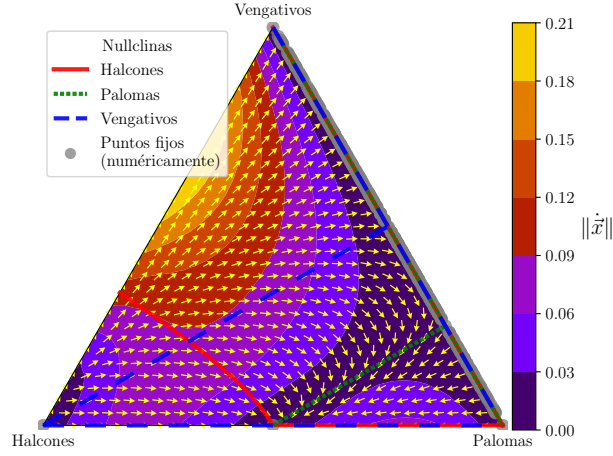 Vengativos
Nullclinas
Halcones
Palomas
Vengativos
Puntos fijos
(numéricamente)
Halcones
Palomas
0.21
0.18
0.15
0.12
0.09
0.06
0.03
0.00
‖ẋ⃗‖